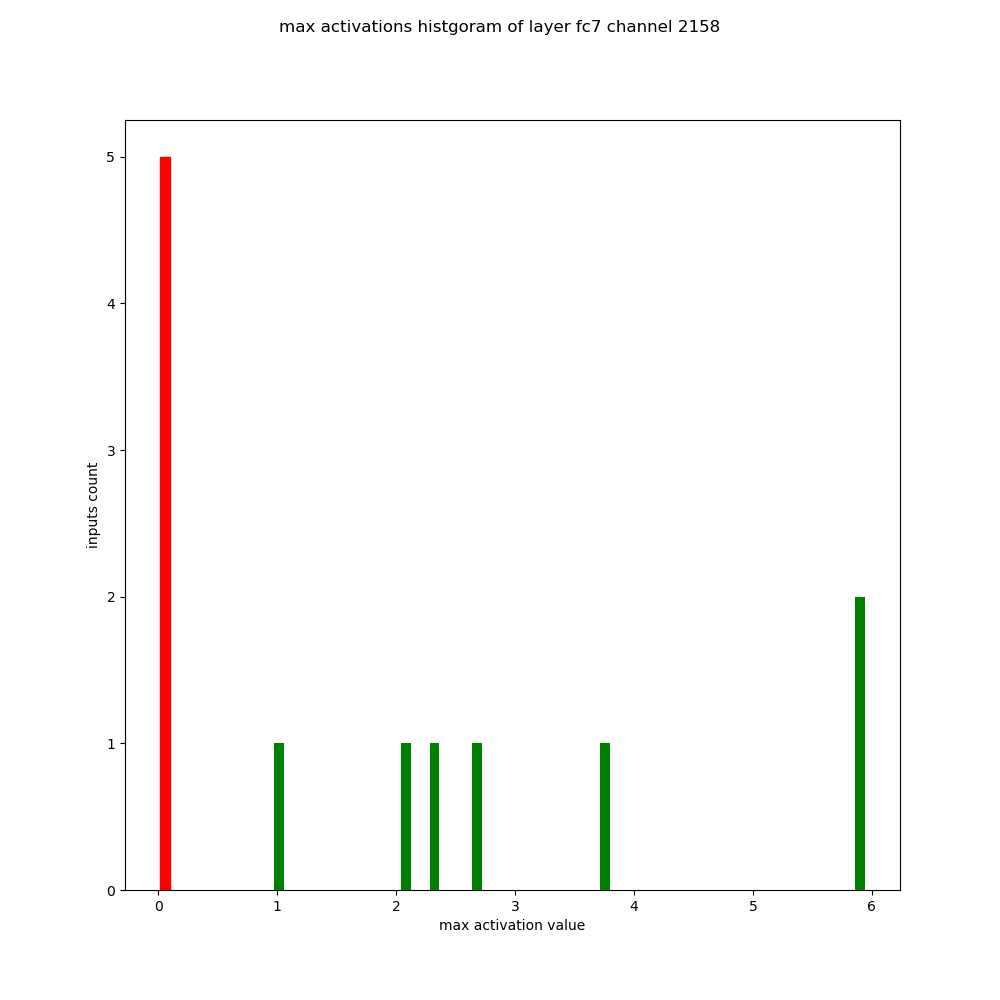 max activations histgoram of layer fc7 channel 2158
5
4
3
2
1
0
inputs count
0 1 2 3 4 5 6
max activation value